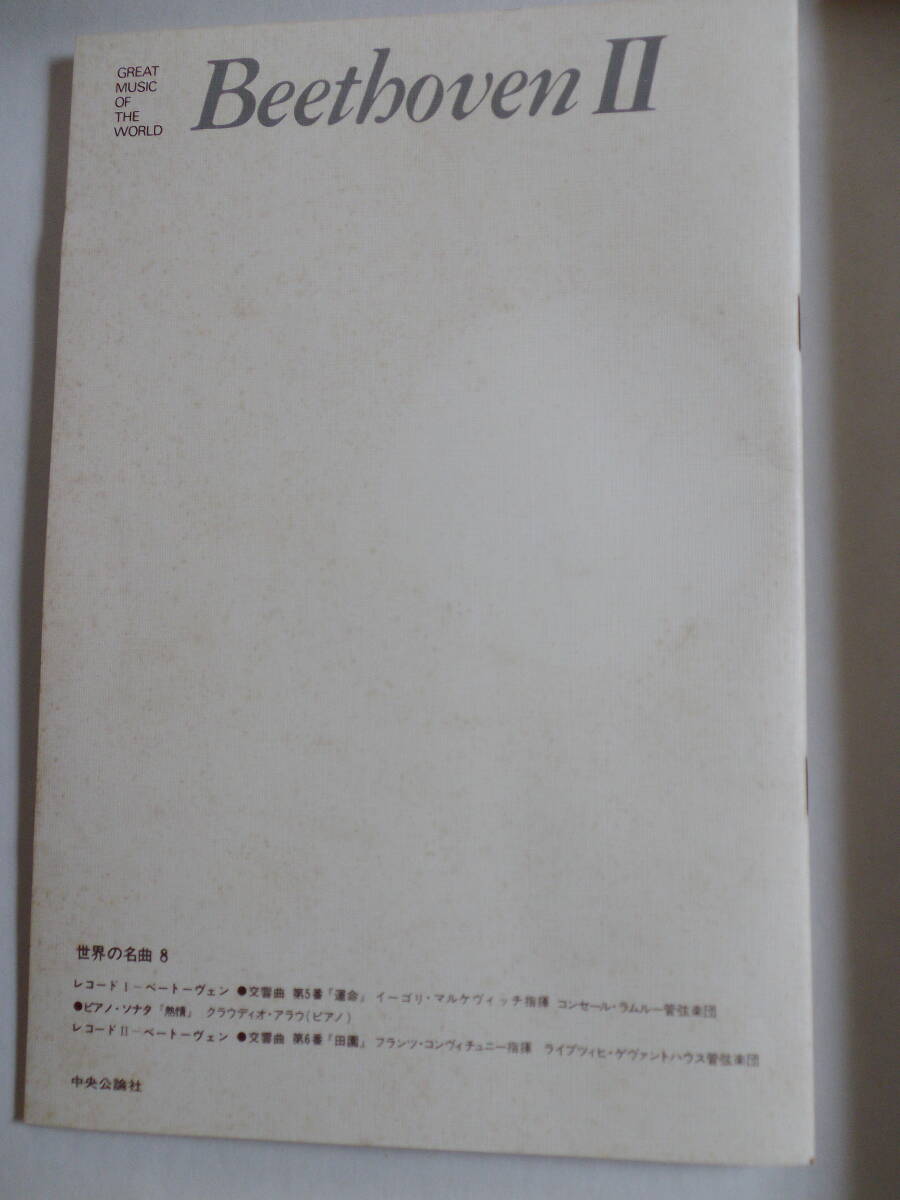 GREAT
MUSIC
OF
THE
WORLD
Beethoven II
世界の名曲 8
レコード I－ベートーヴェン ●交響曲 第5番「運命」 イーゴリ・マルケヴィッチ指揮 コンセール・ラムルー管弦楽団
●ピアノ・ソナタ「熱情」 クラウディオ・アラウ(ピアノ)
レコード II－ベートーヴェン ●交響曲 第6番「田園」 フランツ・コンヴィチュニー指揮 ライプツィヒ・ゲヴァントハウス管弦楽団
中央公論社